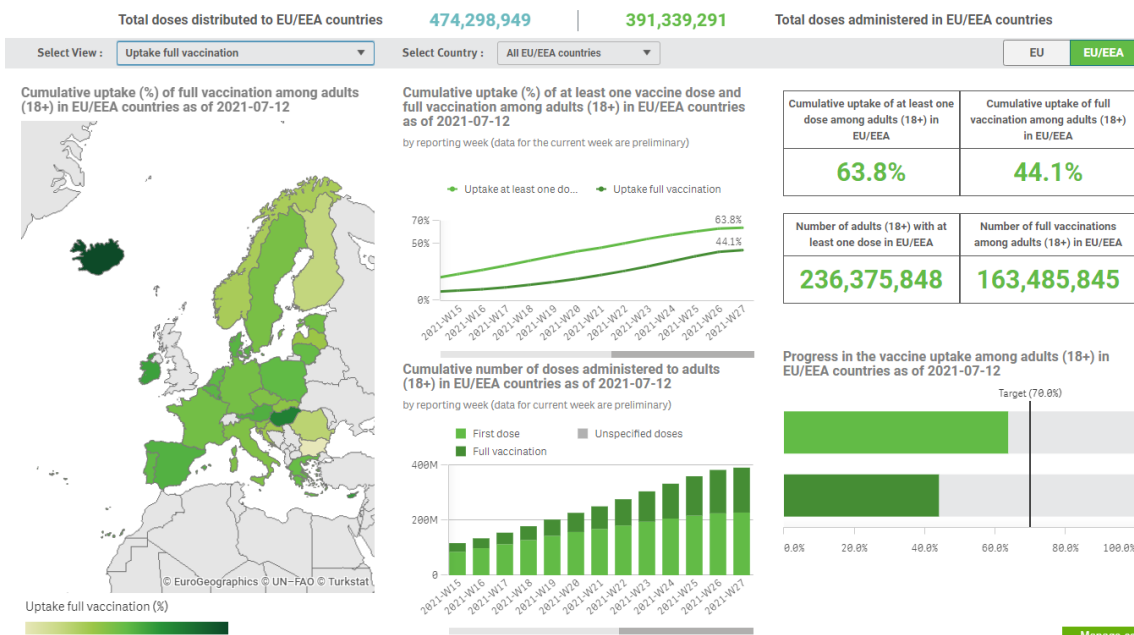 Total doses distributed to EU/EEA countries
474,298,949
391,339,291
Total doses administered in EU/EEA countries
Select View :
Uptake full vaccination
Select Country :
All EU/EEA countries
EU
EU/EEA
Cumulative uptake (%) of full vaccination among adults
(18+) in EU/EEA countries as of 2021-07-12
© EuroGeographics © UN-FAO © Turkstat
Uptake full vaccination (%)
Cumulative uptake (%) of at least one vaccine dose and
full vaccination among adults (18+) in EU/EEA countries
as of 2021-07-12
by reporting week (data for the current week are preliminary)
Uptake at least one do...
Uptake full vaccination
70%
63.8%
50%
44.1%
0%
2021-W15
2021-W16
2021-W17
2021-W18
2021-W19
2021-W20
2021-W21
2021-W22
2021-W23
2021-W24
2021-W25
2021-W26
2021-W27
Cumulative number of doses administered to adults
(18+) in EU/EEA countries as of 2021-07-12
by reporting week (data for current week are preliminary)
First dose
Unspecified doses
Full vaccination
400M
200M
0
2021-W15
2021-W16
2021-W17
2021-W18
2021-W19
2021-W20
2021-W21
2021-W22
2021-W23
2021-W24
2021-W25
2021-W26
2021-W27
Cumulative uptake of at least one
dose among adults (18+) in
EU/EEA
63.8%
Cumulative uptake of full
vaccination among adults (18+)
in EU/EEA
44.1%
Number of adults (18+) with at
least one dose in EU/EEA
236,375,848
Number of full vaccinations
among adults (18+) in EU/EEA
163,485,845
Progress in the vaccine uptake among adults (18+) in
EU/EEA countries as of 2021-07-12
Target (70.0%)
0.0%
20.0%
40.0%
60.0%
80.0%
100.0%